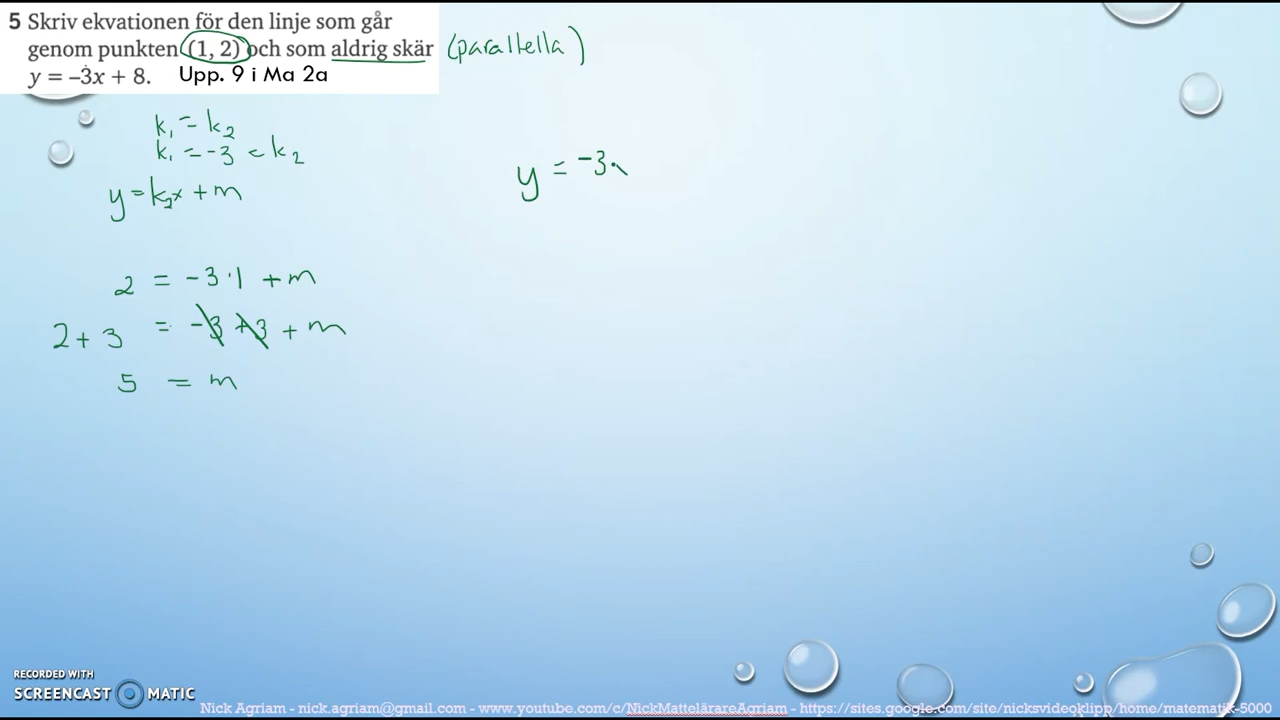 5 Skriv ekvationen för den linje som går
genom punkten (1, 2) och som aldrig skär (parallella)
y = –3x + 8. Upp. 9 i Ma 2a
k₁ = k₂
k₁ = -3 = k₂
y = k₂x + m
y = -3x
2 = -3·1 + m
2 + 3 = -3 + 3 + m
5 = m
RECORDED WITH
SCREENCAST MATIC
Nick Agriam - nick.agriam@gmail.com - www.youtube.com/c/NickMattelärareAgriam - https://sites.google.com/site/nicksvideoklipp/home/matematik-5000